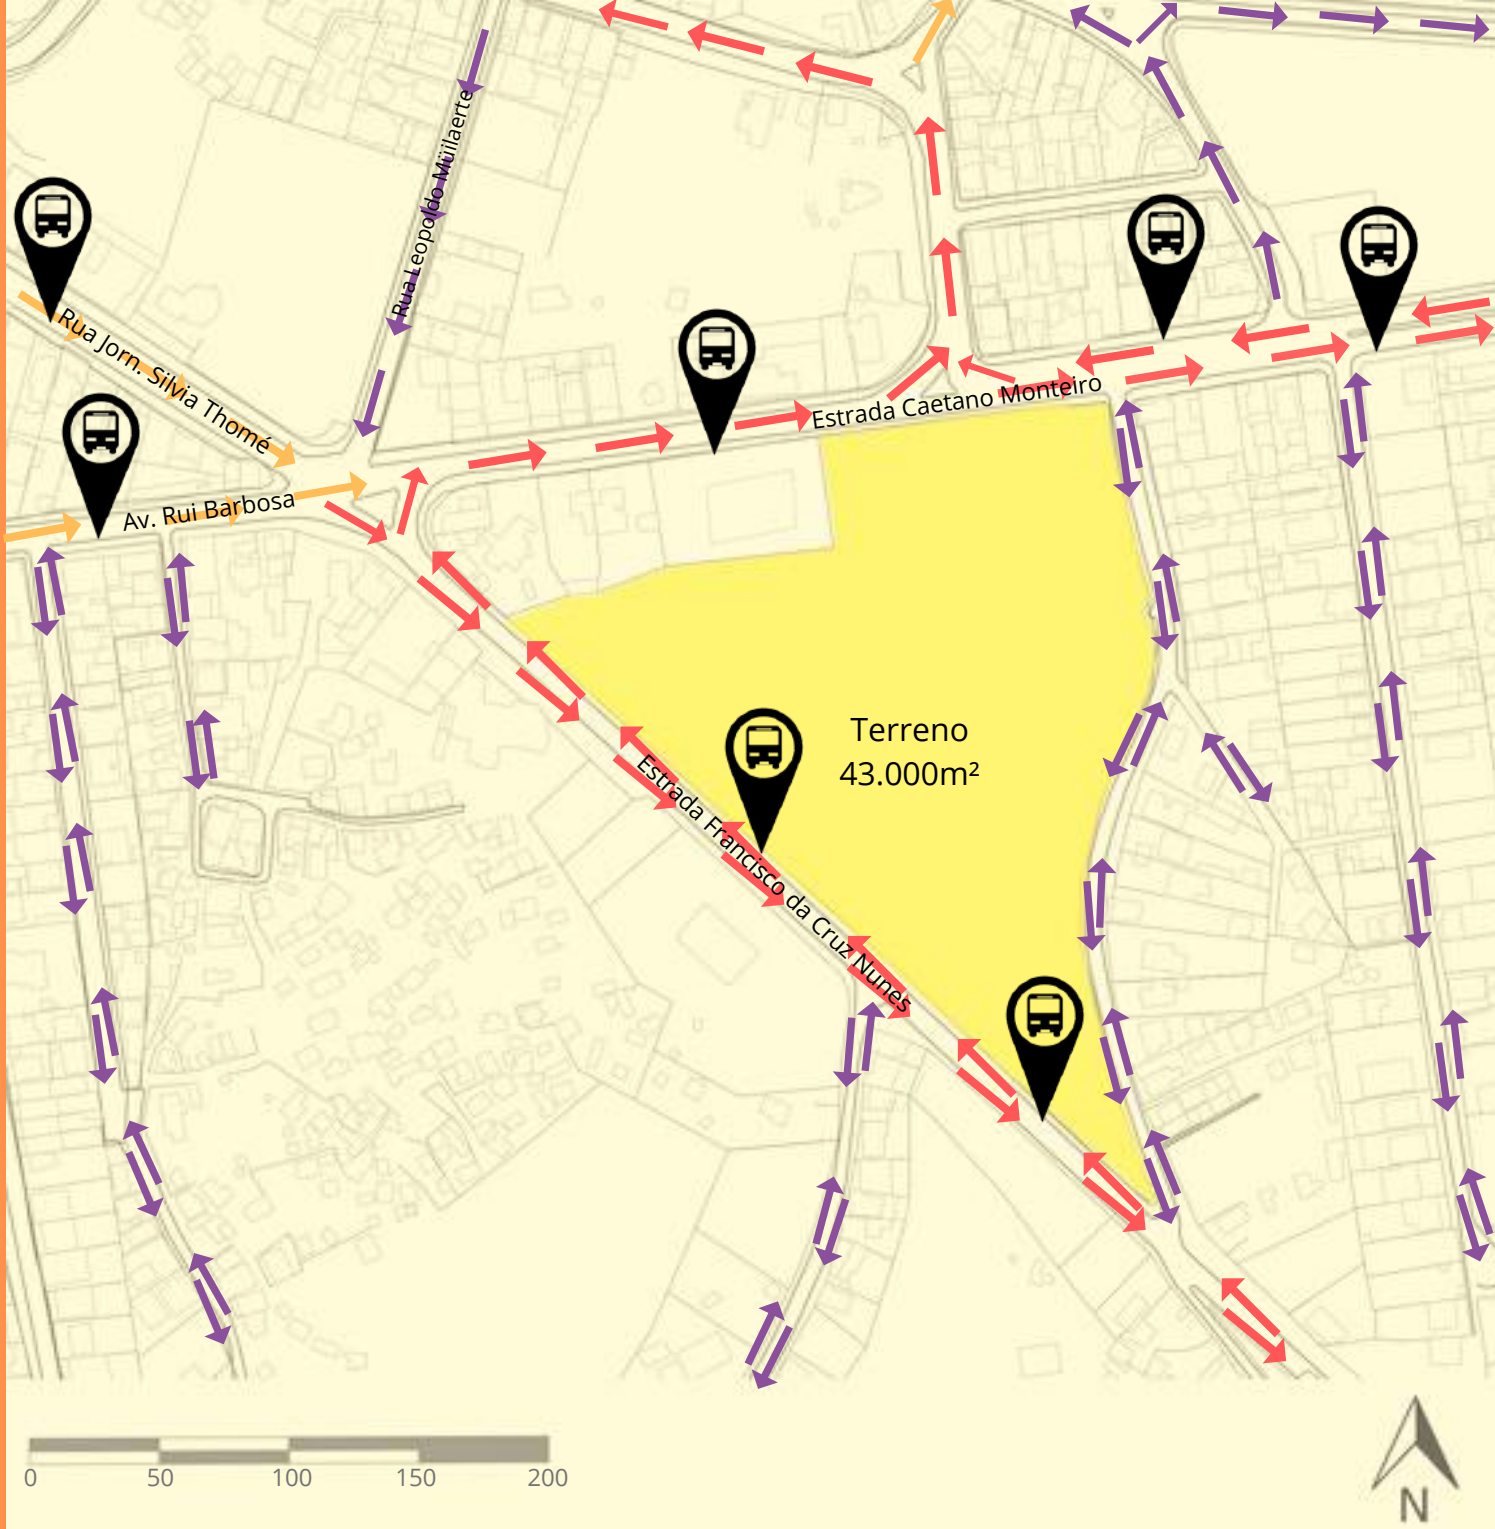 Rua Leopoldo Müilaerte
Rua Jorn. Silvia Thomé
Estrada Caetano Monteiro
Av. Rui Barbosa
Terreno
43.000m²
Estrada Francisco da Cruz Nunes
0 50 100 150 200
N